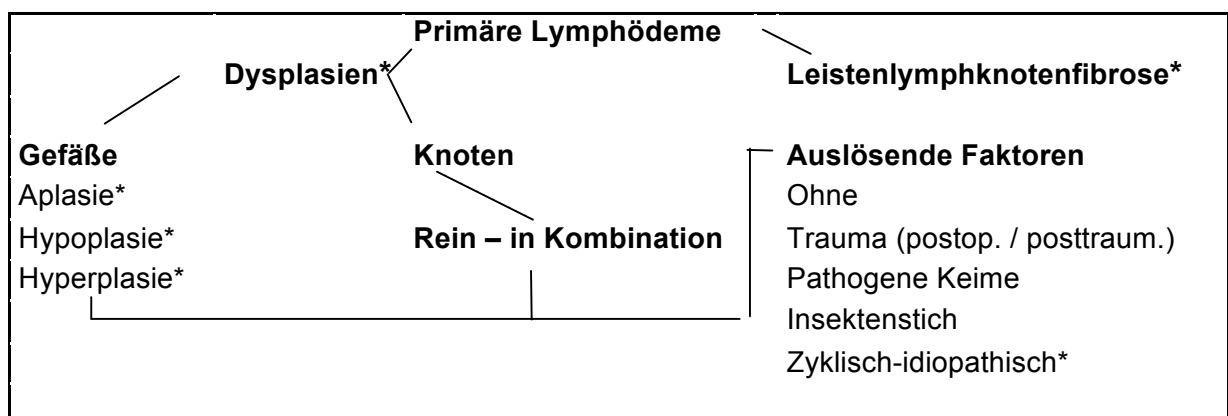 Primäre Lymphödeme
Dysplasien*
Leistenlymphknotenfibrose*
Gefäße
Aplasie*
Hypoplasie*
Hyperplasie*
Knoten
Rein – in Kombination
Auslösende Faktoren
Ohne
Trauma (postop. / posttraum.)
Pathogene Keime
Insektenstich
Zyklisch-idiopathisch*